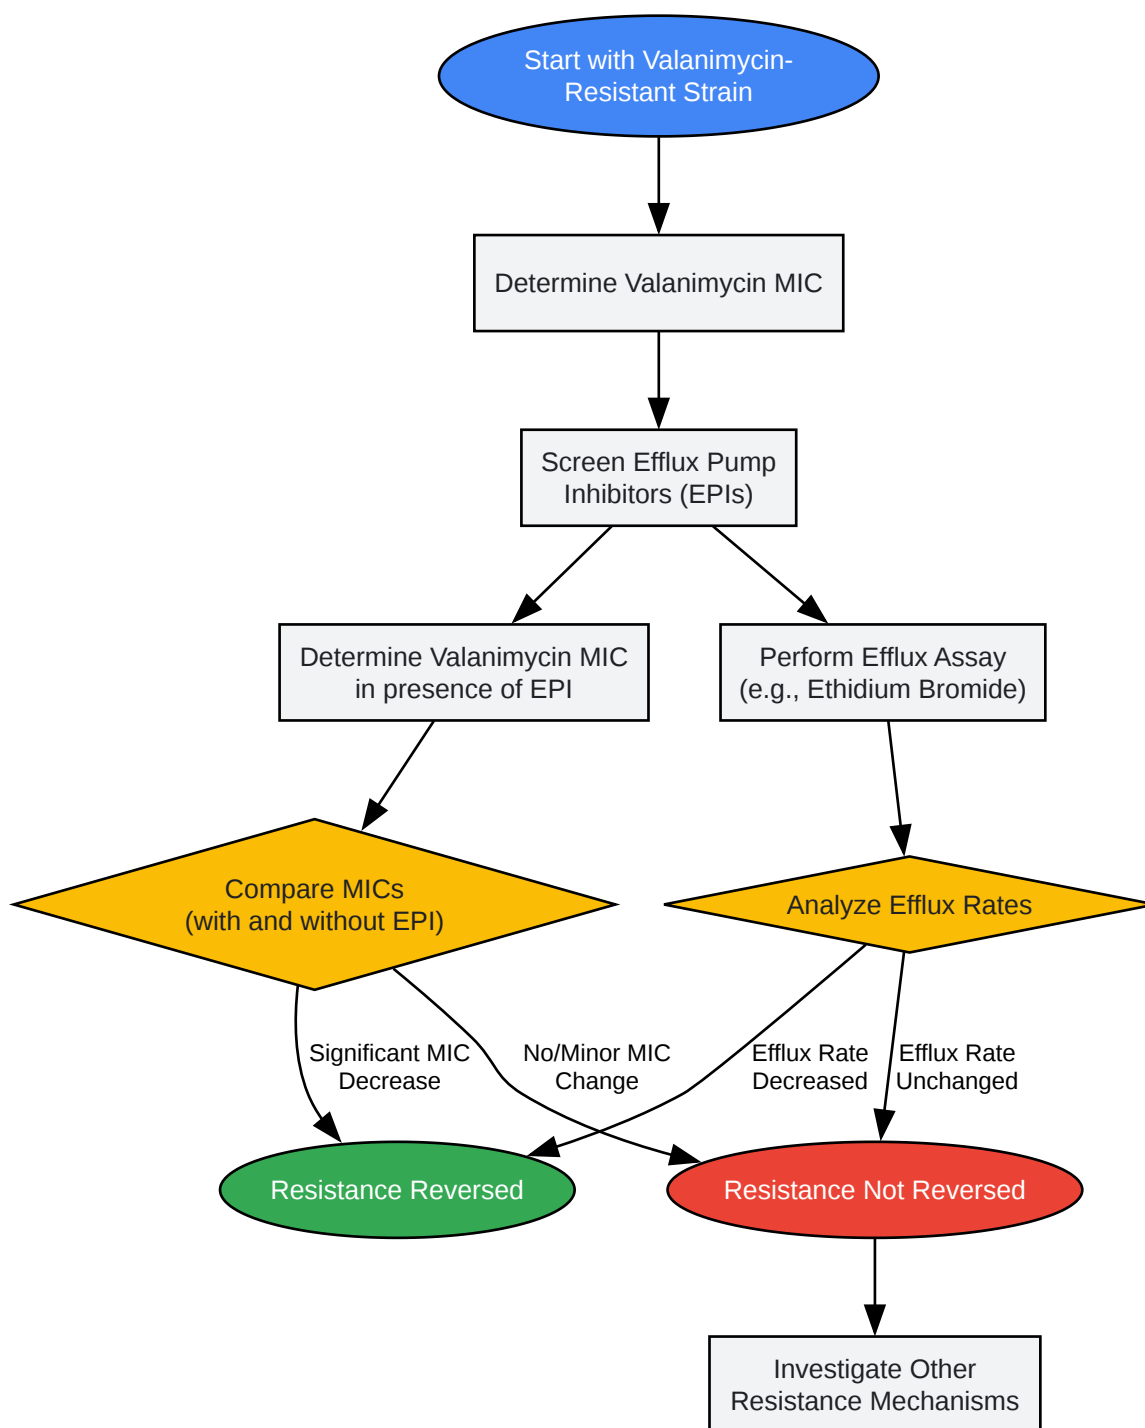 Start with Valanimycin-
Resistant Strain
Determine Valanimycin MIC
Screen Efflux Pump
Inhibitors (EPIs)
Determine Valanimycin MIC
in presence of EPI
Perform Efflux Assay
(e.g., Ethidium Bromide)
Compare MICs
(with and without EPI)
Analyze Efflux Rates
Significant MIC
Decrease
No/Minor MIC
Change
Efflux Rate
Decreased
Efflux Rate
Unchanged
Resistance Reversed
Resistance Not Reversed
Investigate Other
Resistance Mechanisms